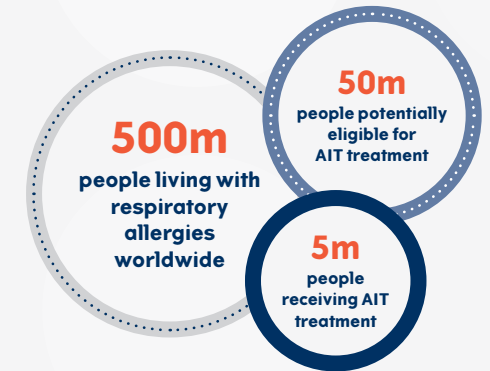 500m
people living with
respiratory
allergies
worldwide
50m
people potentially
eligible for
AIT treatment
5m
people
receiving AIT
treatment